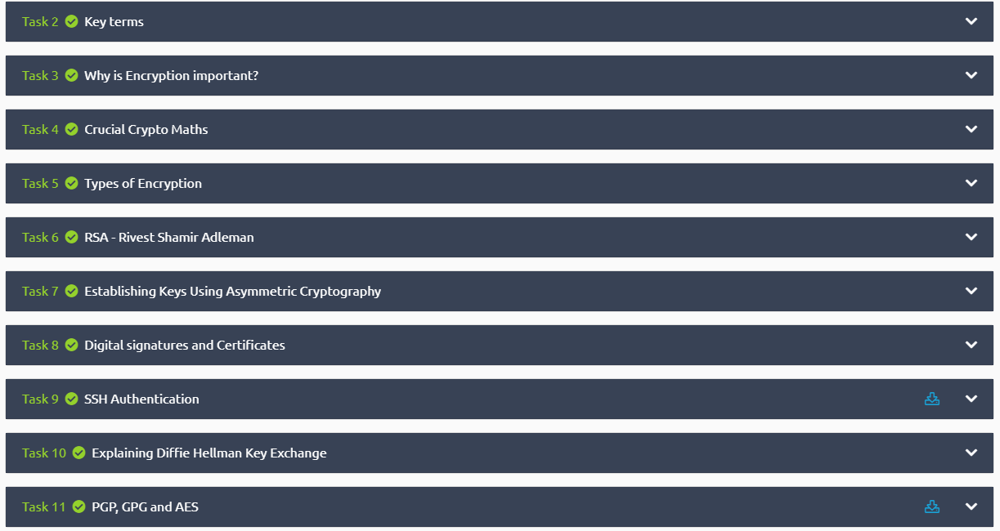 Task 2 Key terms
Task 3 Why is Encryption important?
Task 4 Crucial Crypto Maths
Task 5 Types of Encryption
Task 6 RSA - Rivest Shamir Adleman
Task 7 Establishing Keys Using Asymmetric Cryptography
Task 8 Digital signatures and Certificates
Task 9 SSH Authentication
Task 10 Explaining Diffie Hellman Key Exchange
Task 11 PGP, GPG and AES